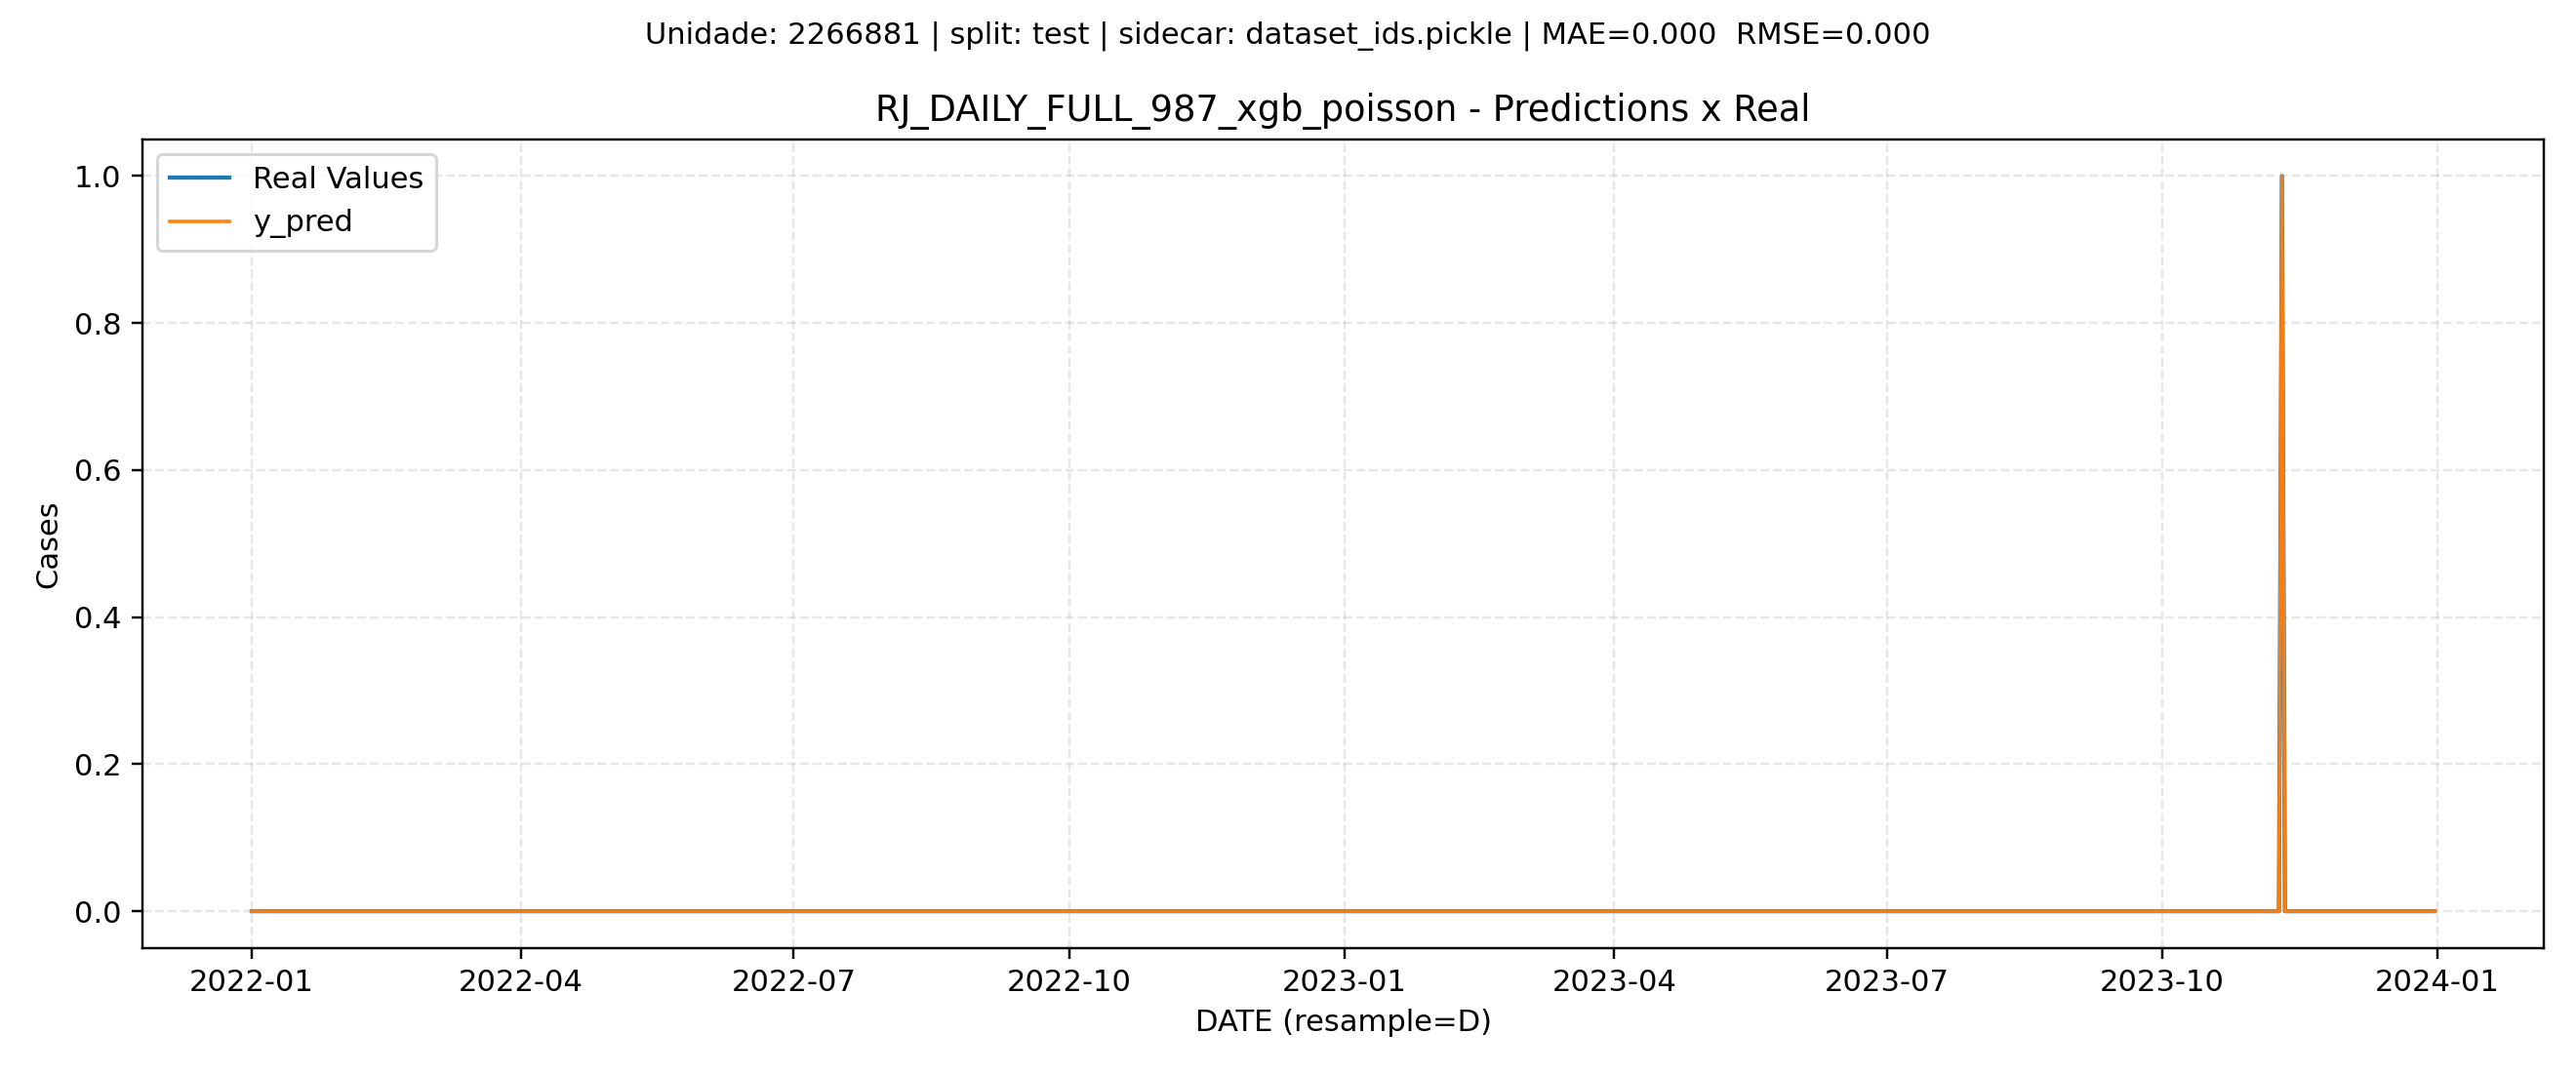 Unidade: 2266881 | split: test | sidecar: dataset_ids.pickle | MAE=0.000  RMSE=0.000
RJ_DAILY_FULL_987_xgb_poisson - Predictions x Real
Real Values
y_pred
1.0
0.8
0.6
0.4
0.2
0.0
Cases
2022-01 2022-04 2022-07 2022-10 2023-01 2023-04 2023-07 2023-10 2024-01
DATE (resample=D)